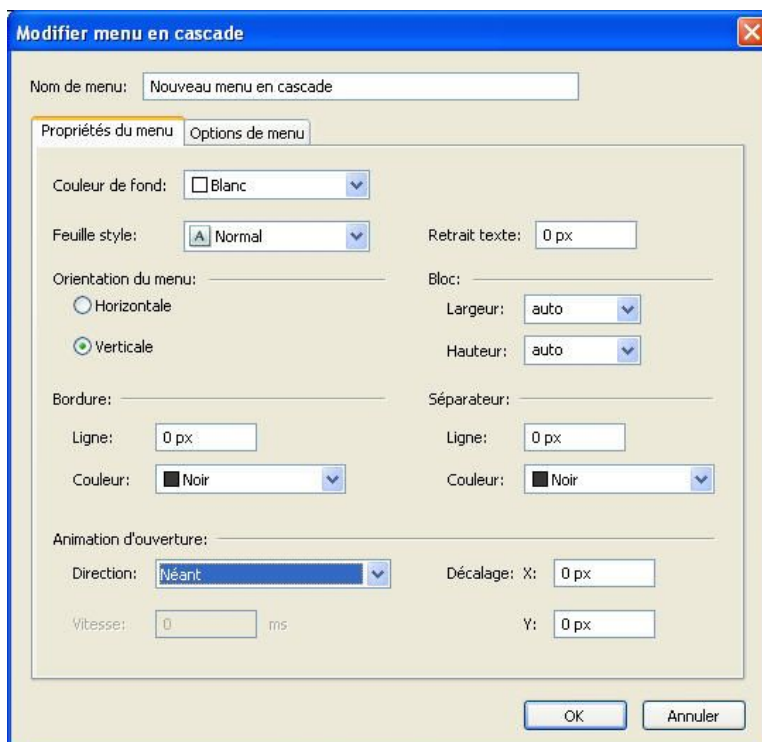 Modifier menu en cascade
Nom de menu: Nouveau menu en cascade
Propriétés du menu Options de menu
Couleur de fond: Blanc
Feuille style: A Normal Retrait texte: 0 px
Orientation du menu: Bloc:
Horizontale Largeur: auto
Verticale Hauteur: auto
Bordure: Séparateur:
Ligne: 0 px Ligne: 0 px
Couleur: Noir Couleur: Noir
Animation d'ouverture:
Direction: Néant Décalage: X: 0 px
Vitesse: 0 ms Y: 0 px
OK Annuler